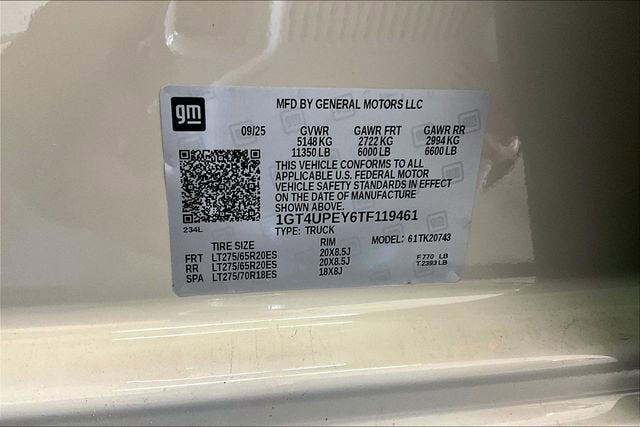 gm
MFD BY GENERAL MOTORS LLC
09/25 GVWR GAWR FRT GAWR RR
5148 KG 2722 KG 2994 KG
11350 LB 6000 LB 6600 LB
THIS VEHICLE CONFORMS TO ALL
APPLICABLE U.S. FEDERAL MOTOR
VEHICLE SAFETY STANDARDS IN EFFECT
ON THE DATE OF MANUFACTURE
SHOWN ABOVE.
234L
1GT4UPEY6TF119461
TYPE: TRUCK MODEL: 61TK20743
TIRE SIZE RIM
FRT LT275/65R20ES 20X8.5J F 770 LB
RR LT275/65R20ES 20X8.5J T 2393 LB
SPA LT275/70R18ES 18X8J